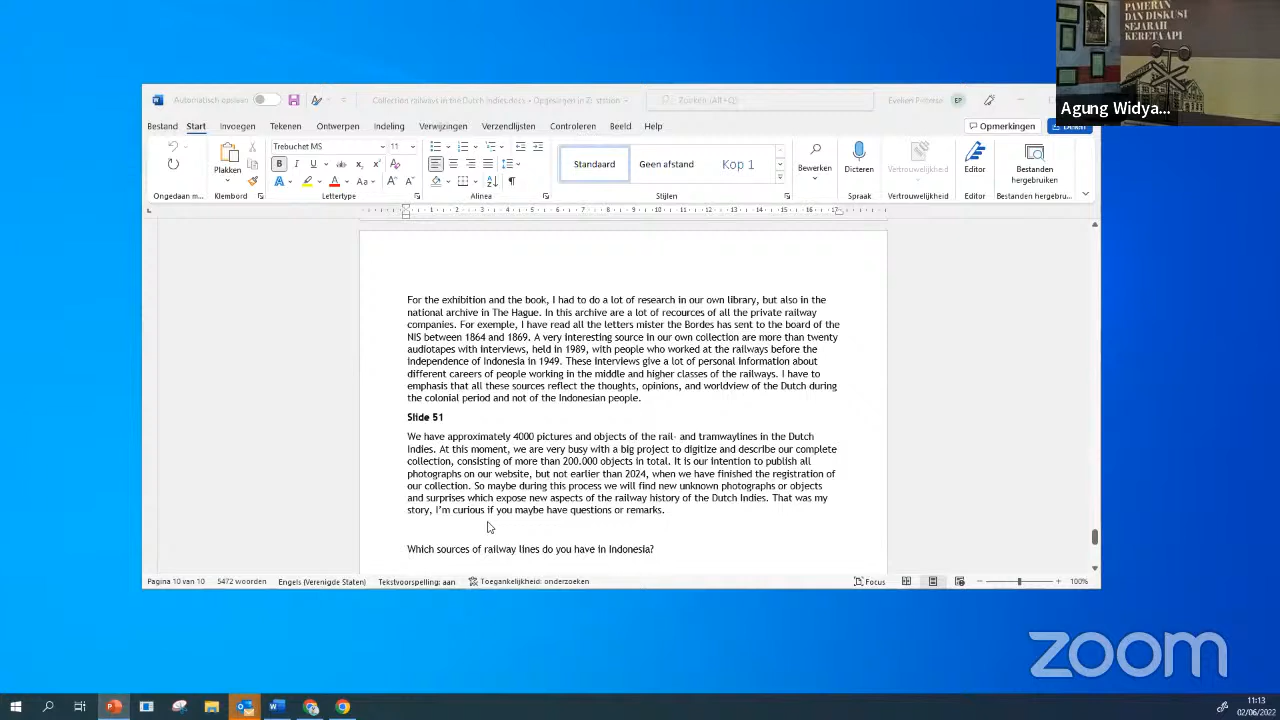 PAMERAN
DAN DISKUSI
SEJARAH
KERETA API
Agung Widya...
Automatisch opslaan
Collection railways in the Dutch Indies.docx
Zoeken (Alt+Q)
EP
Bestand Start Invoegen Tekenen Ontwerpen Indeling Verwijzingen Verzendlijsten Controleren Beeld Help
Opmerkingen
Delen
Trebuchet MS 11
Plakken
Standaard Geen afstand Kop 1
Bewerken
Dicteren
Vertrouwelijkheid
Editor
Bestanden hergebruiken
Ongedaan m... Klembord Lettertype Alinea Stijlen Spraak Vertrouwelijkheid Editor Bestanden hergebru...
For the exhibition and the book, I had to do a lot of research in our own library, but also in the
national archive in The Hague. In this archive are a lot of recources of all the private railway
companies. For exemple, I have read all the letters mister the Bordes has sent to the board of the
NIS between 1864 and 1869. A very interesting source in our own collection are more than twenty
audiotapes with interviews, held in 1989, with people who worked at the railways before the
independence of Indonesia in 1949. These interviews give a lot of personal information about
different careers of people working in the middle and higher classes of the railways. I have to
emphasis that all these sources reflect the thoughts, opinions, and worldview of the Dutch during
the colonial period and not of the Indonesian people.
Slide 51
We have approximately 4000 pictures and objects of the rail- and tramwaylines in the Dutch
Indies. At this moment, we are very busy with a big project to digitize and describe our complete
collection, consisting of more than 200.000 objects in total. It is our intention to publish all
photographs on our website, but not earlier than 2024, when we have finished the registration of
our collection. So maybe during this process we will find new unknown photographs or objects
and surprises which expose new aspects of the railway history of the Dutch Indies. That was my
story, I'm curious if you maybe have questions or remarks.
Which sources of railway lines do you have in Indonesia?
Pagina 10 van 10 5472 woorden Engels (Verenigde Staten) Tekstvoorspelling: aan Toegankelijkheid: onderzoeken Focus 100%
zoom
11:13
02/06/2022